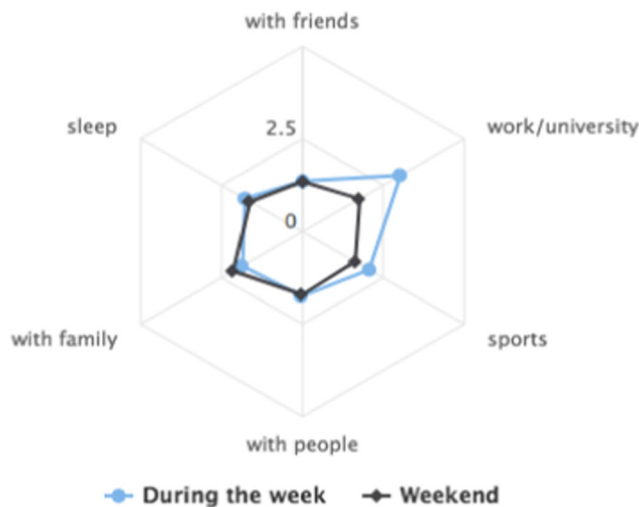 with friends
sleep
2.5
work/university
0
with family
sports
with people
During the week
Weekend